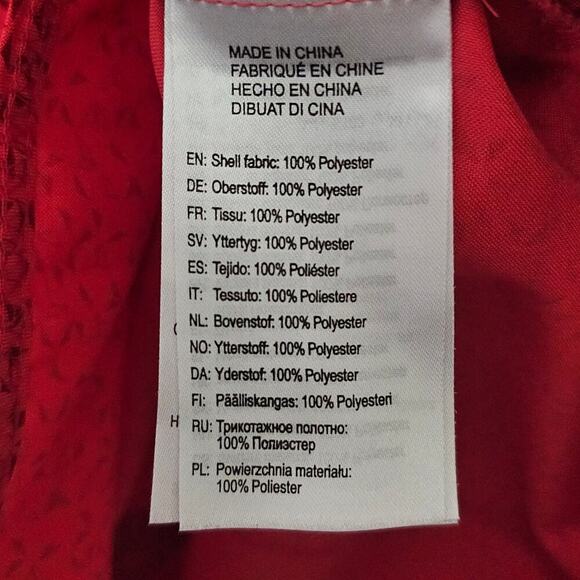 MADE IN CHINA
FABRIQUÉ EN CHINE
HECHO EN CHINA
DIBUAT DI CINA
EN: Shell fabric: 100% Polyester
DE: Oberstoff: 100% Polyester
FR: Tissu: 100% Polyester
SV: Yttertyg: 100% Polyester
ES: Tejido: 100% Poliéster
IT: Tessuto: 100% Poliestere
NL: Bovenstof: 100% Polyester
NO: Ytterstoff: 100% Polyester
DA: Yderstof: 100% Polyester
FI: Päälliskangas: 100% Polyesteri
RU: Трикотажное полотно:
100% Полиэстер
PL: Powierzchnia materiału:
100% Poliester